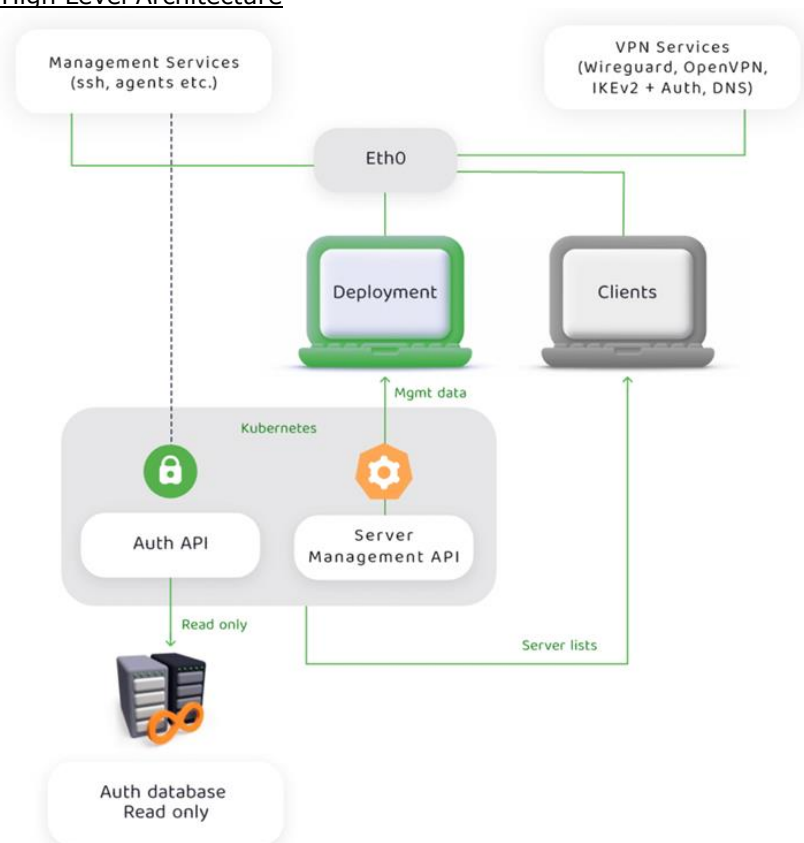 High Level Architecture
Management Services
(ssh, agents etc.)
VPN Services
(Wireguard, OpenVPN,
IKEv2 + Auth, DNS)
Eth0
Deployment
Clients
Mgmt data
Kubernetes
Auth API
Server
Management API
Read only
Server lists
Auth database
Read only